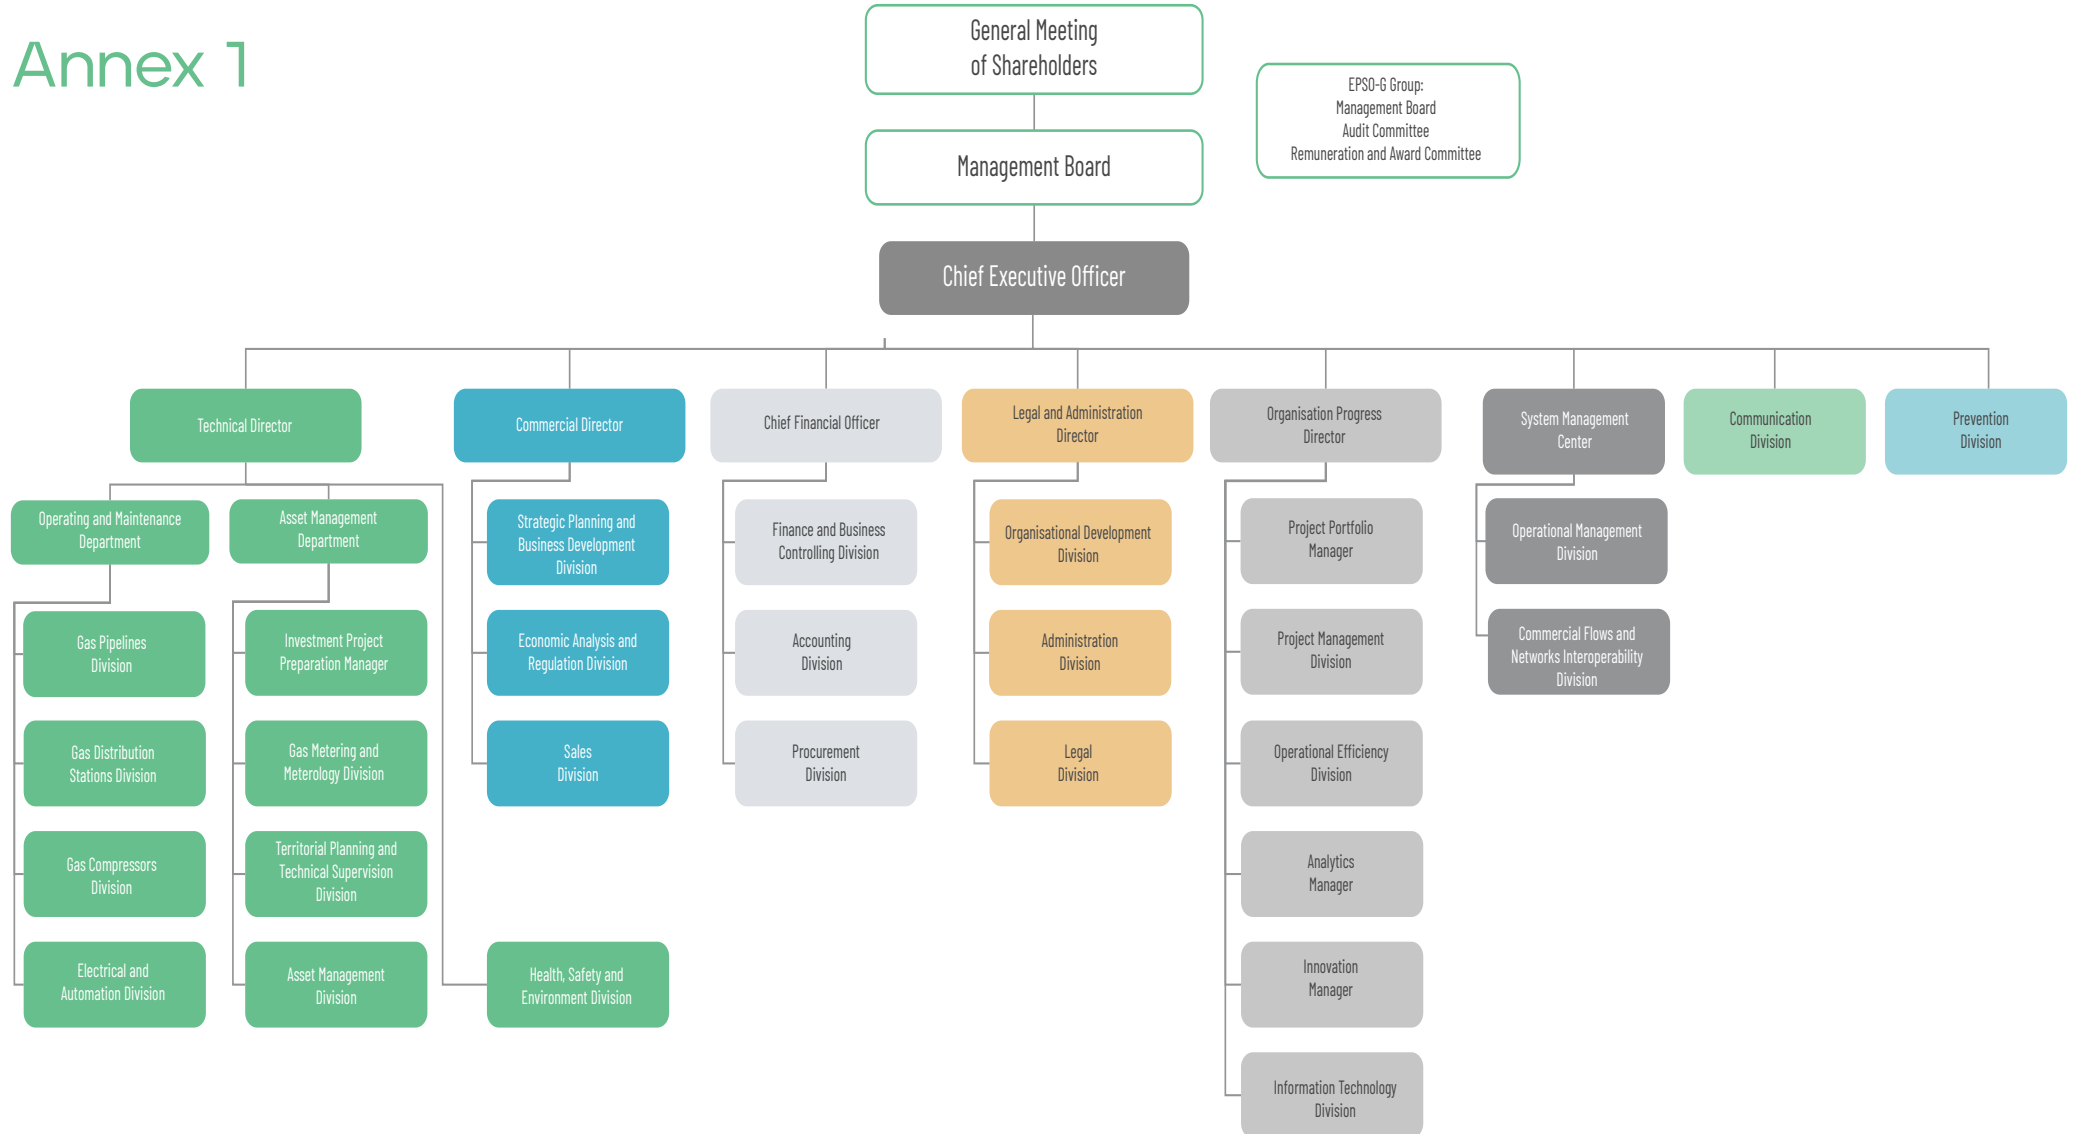 Annex 1
General Meeting
of Shareholders
EPSO-G Group:
Management Board
Audit Committee
Remuneration and Award Committee
Management Board
Chief Executive Officer
Technical Director
Commercial Director
Chief Financial Officer
Legal and Administration
Director
Organisation Progress
Director
System Management
Center
Communication
Division
Prevention
Division
Operating and Maintenance
Department
Asset Management
Department
Gas Pipelines
Division
Gas Distribution
Stations Division
Gas Compressors
Division
Electrical and
Automation Division
Investment Project
Preparation Manager
Gas Metering and
Meterology Division
Territorial Planning and
Technical Supervision
Division
Asset Management
Division
Health, Safety and
Environment Division
Strategic Planning and
Business Development
Division
Economic Analysis and
Regulation Division
Sales
Division
Finance and Business
Controlling Division
Accounting
Division
Procurement
Division
Organisational Development
Division
Administration
Division
Legal
Division
Project Portfolio
Manager
Project Management
Division
Operational Efficiency
Division
Analytics
Manager
Innovation
Manager
Information Technology
Division
Operational Management
Division
Commercial Flows and
Networks Interoperability
Division